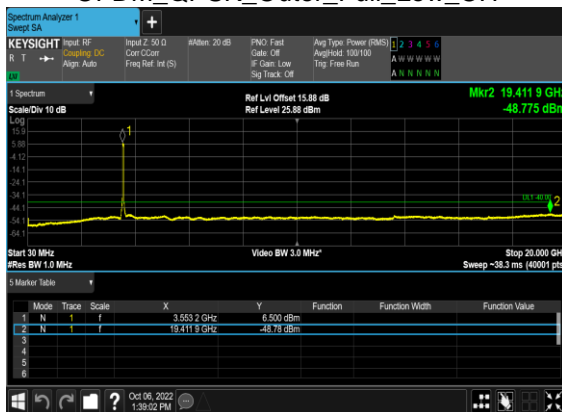 Spectrum Analyzer 1
Swept SA
+
KEYSIGHT Input: RF
R T Coupling: DC
Align: Auto
Input Z: 50 Ω
Corr CCorr
Freq Ref: Int (S)
#Atten: 20 dB
PNO: Fast
Gate: Off
IF Gain: Low
Sig Track: Off
Avg Type: Power (RMS)
Avg|Hold: 100/100
Trig: Free Run
1 2 3 4 5 6
A W W W W W
A N N N N N
1 Spectrum
Scale/Div 10 dB
Ref Lvl Offset 15.88 dB
Ref Level 25.88 dBm
Mkr2 19.411 9 GHz
-48.775 dBm
Log
15.9
5.88
-4.12
-14.1
-24.1
-34.1
-44.1
-54.1
-64.1
1
2
Start 30 MHz
#Res BW 1.0 MHz
Video BW 3.0 MHz*
Stop 20.000 GH
Sweep ~38.3 ms (40001 pts
5 Marker Table
Mode Trace Scale X Y Function Function Width Function Value
1 N 1 f 3.553 2 GHz 6.500 dBm
2 N 1 f 19.411 9 GHz -48.78 dBm
3
4
5
6
?
Oct 06, 2022
1:39:02 PM